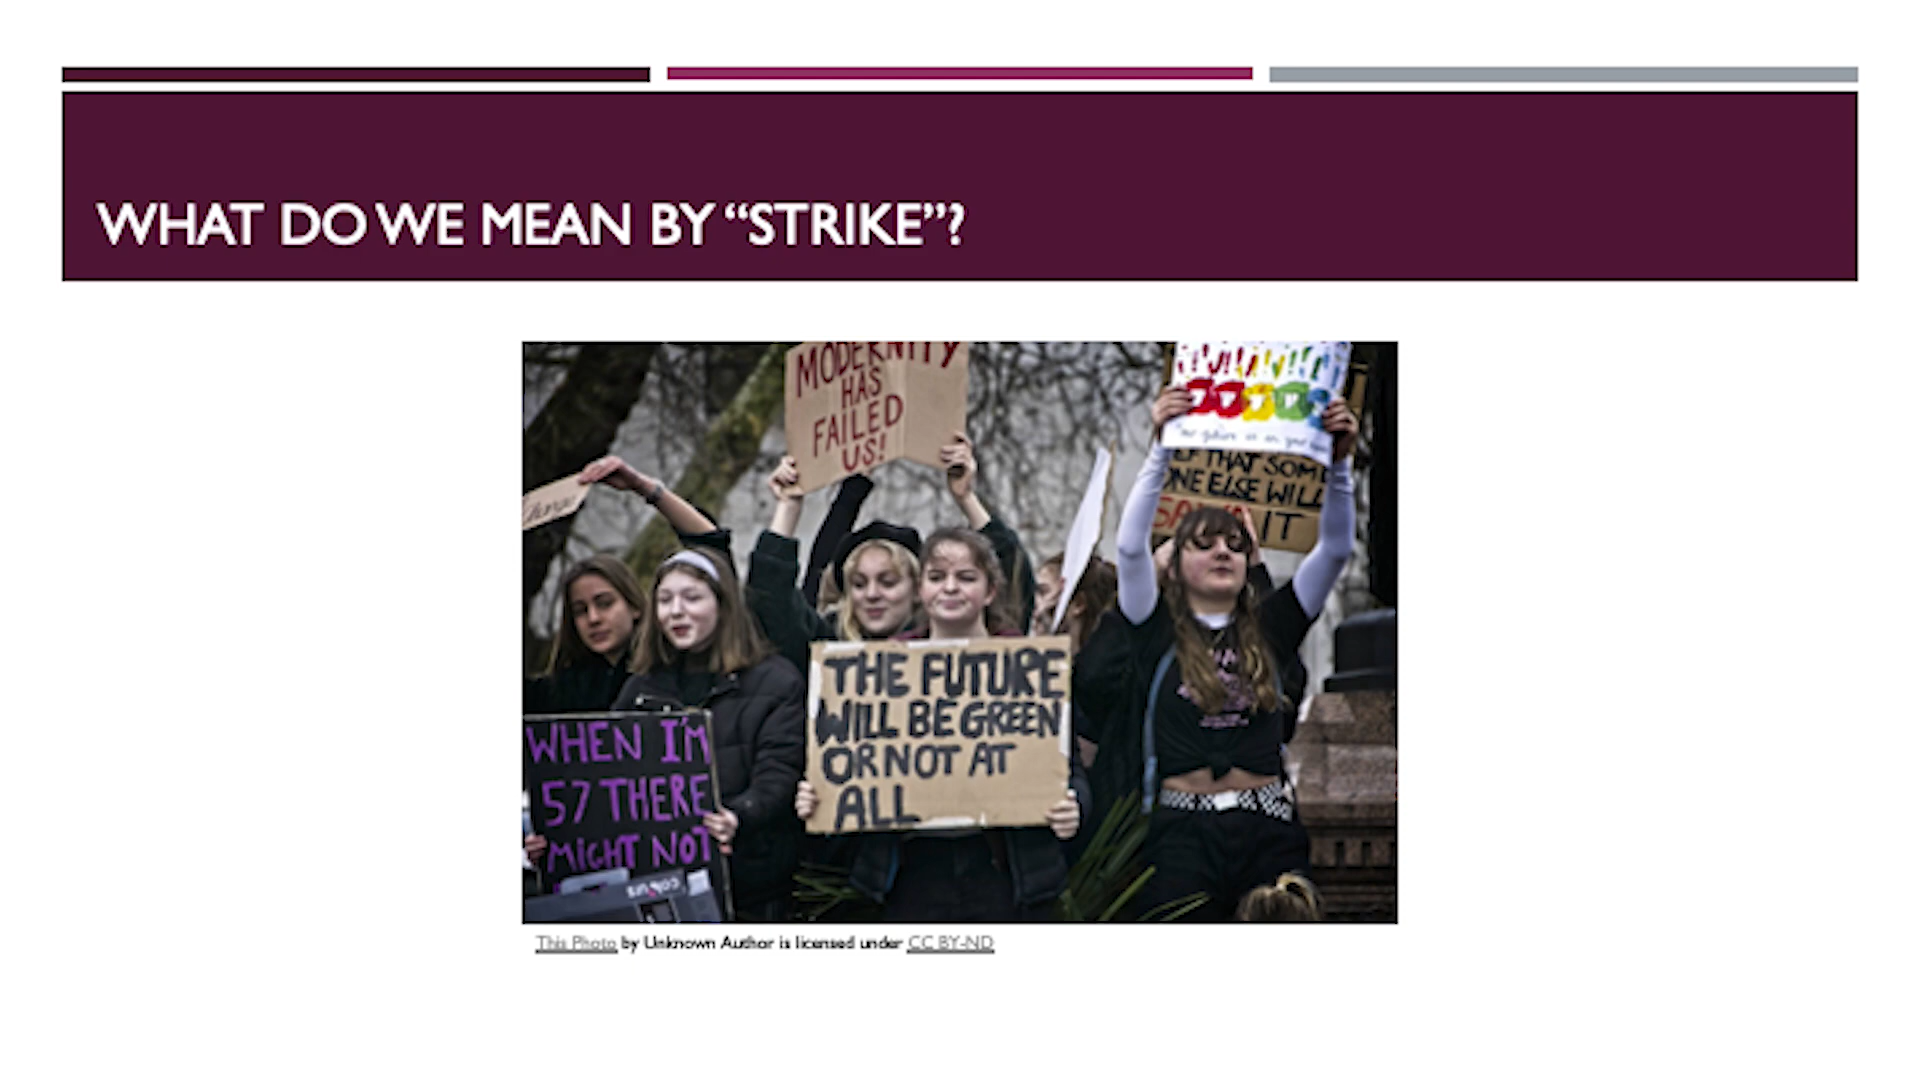 WHAT DO WE MEAN BY “STRIKE”?
MODERNITY
HAS
FAILED
US!
THAT SOME
ONE ELSE WILL
IT
THE FUTURE
WILL BE GREEN
OR NOT AT
ALL
WHEN I'M
57 THERE
MIGHT NOT
This Photo by Unknown Author is licensed under CC BY-ND